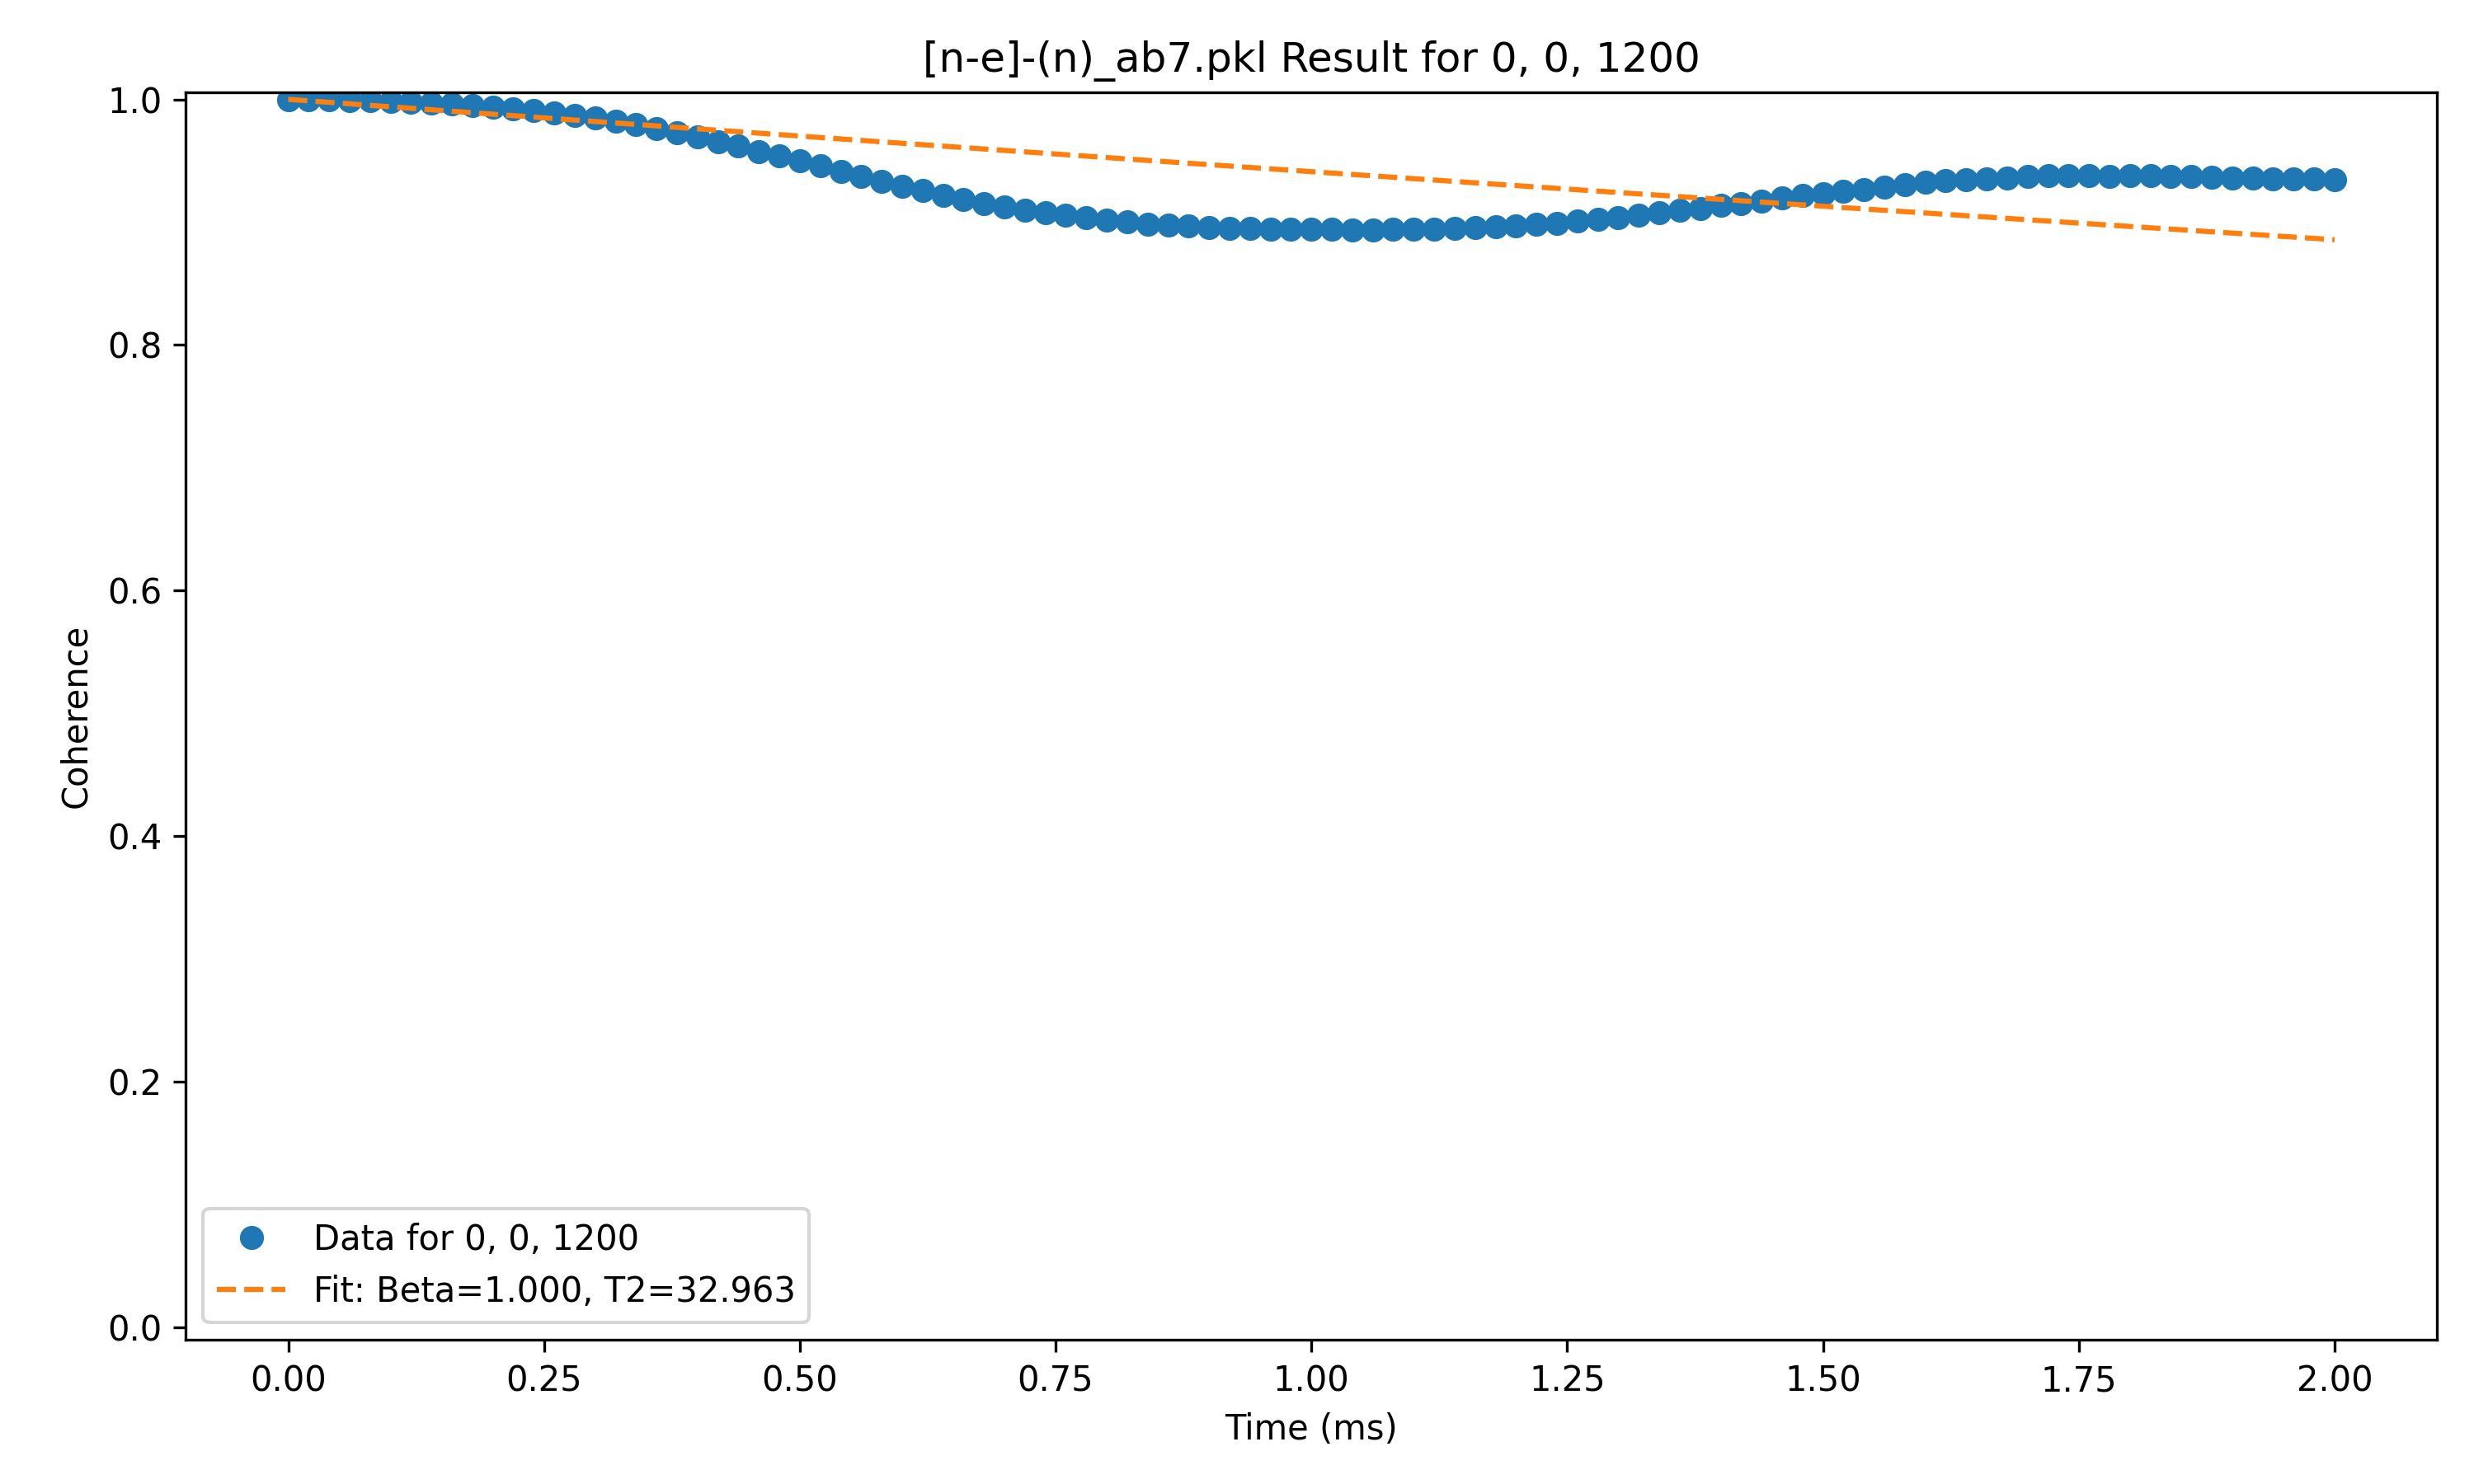 [n-e]-(n)_ab7.pkl Result for 0, 0, 1200
1.0
0.8
0.6
0.4
0.2
0.0
Coherence
Data for 0, 0, 1200
Fit: Beta=1.000, T2=32.963
0.00 0.25 0.50 0.75 1.00 1.25 1.50 1.75 2.00
Time (ms)